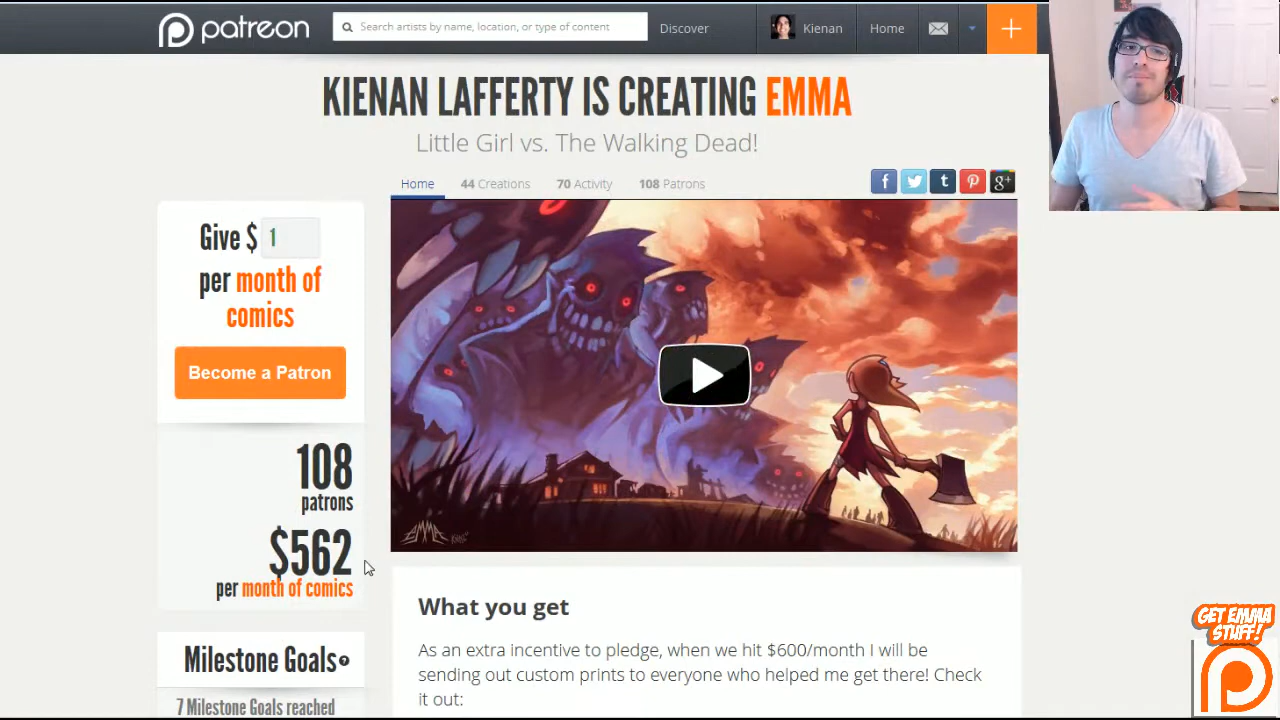 patreon
Search artists by name, location, or type of content
Discover
Kienan
Home
+
KIENAN LAFFERTY IS CREATING EMMA
Little Girl vs. The Walking Dead!
Home
44 Creations
70 Activity
108 Patrons
f
t
g+
Give $ 1
per month of
comics
Become a Patron
108
patrons
$562
per month of comics
Milestone Goals?
7 Milestone Goals reached
EMMA
What you get
As an extra incentive to pledge, when we hit $600/month I will be
sending out custom prints to everyone who helped me get there! Check
it out:
GET EMMA
STUFF!